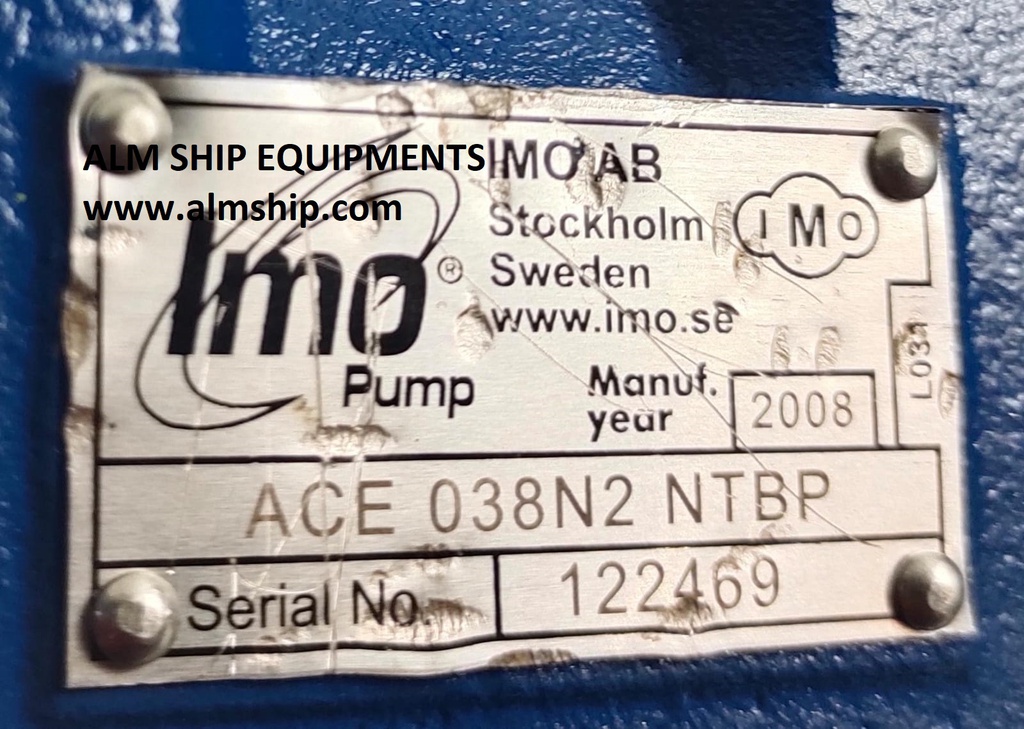 ALM SHIP EQUIPMENTS
www.almship.com
Imo®
Pump
IMO AB
Stockholm
Sweden
www.imo.se
IMO
Manuf.
year
2008
L03a
ACE 038N2 NTBP
Serial No.
122469